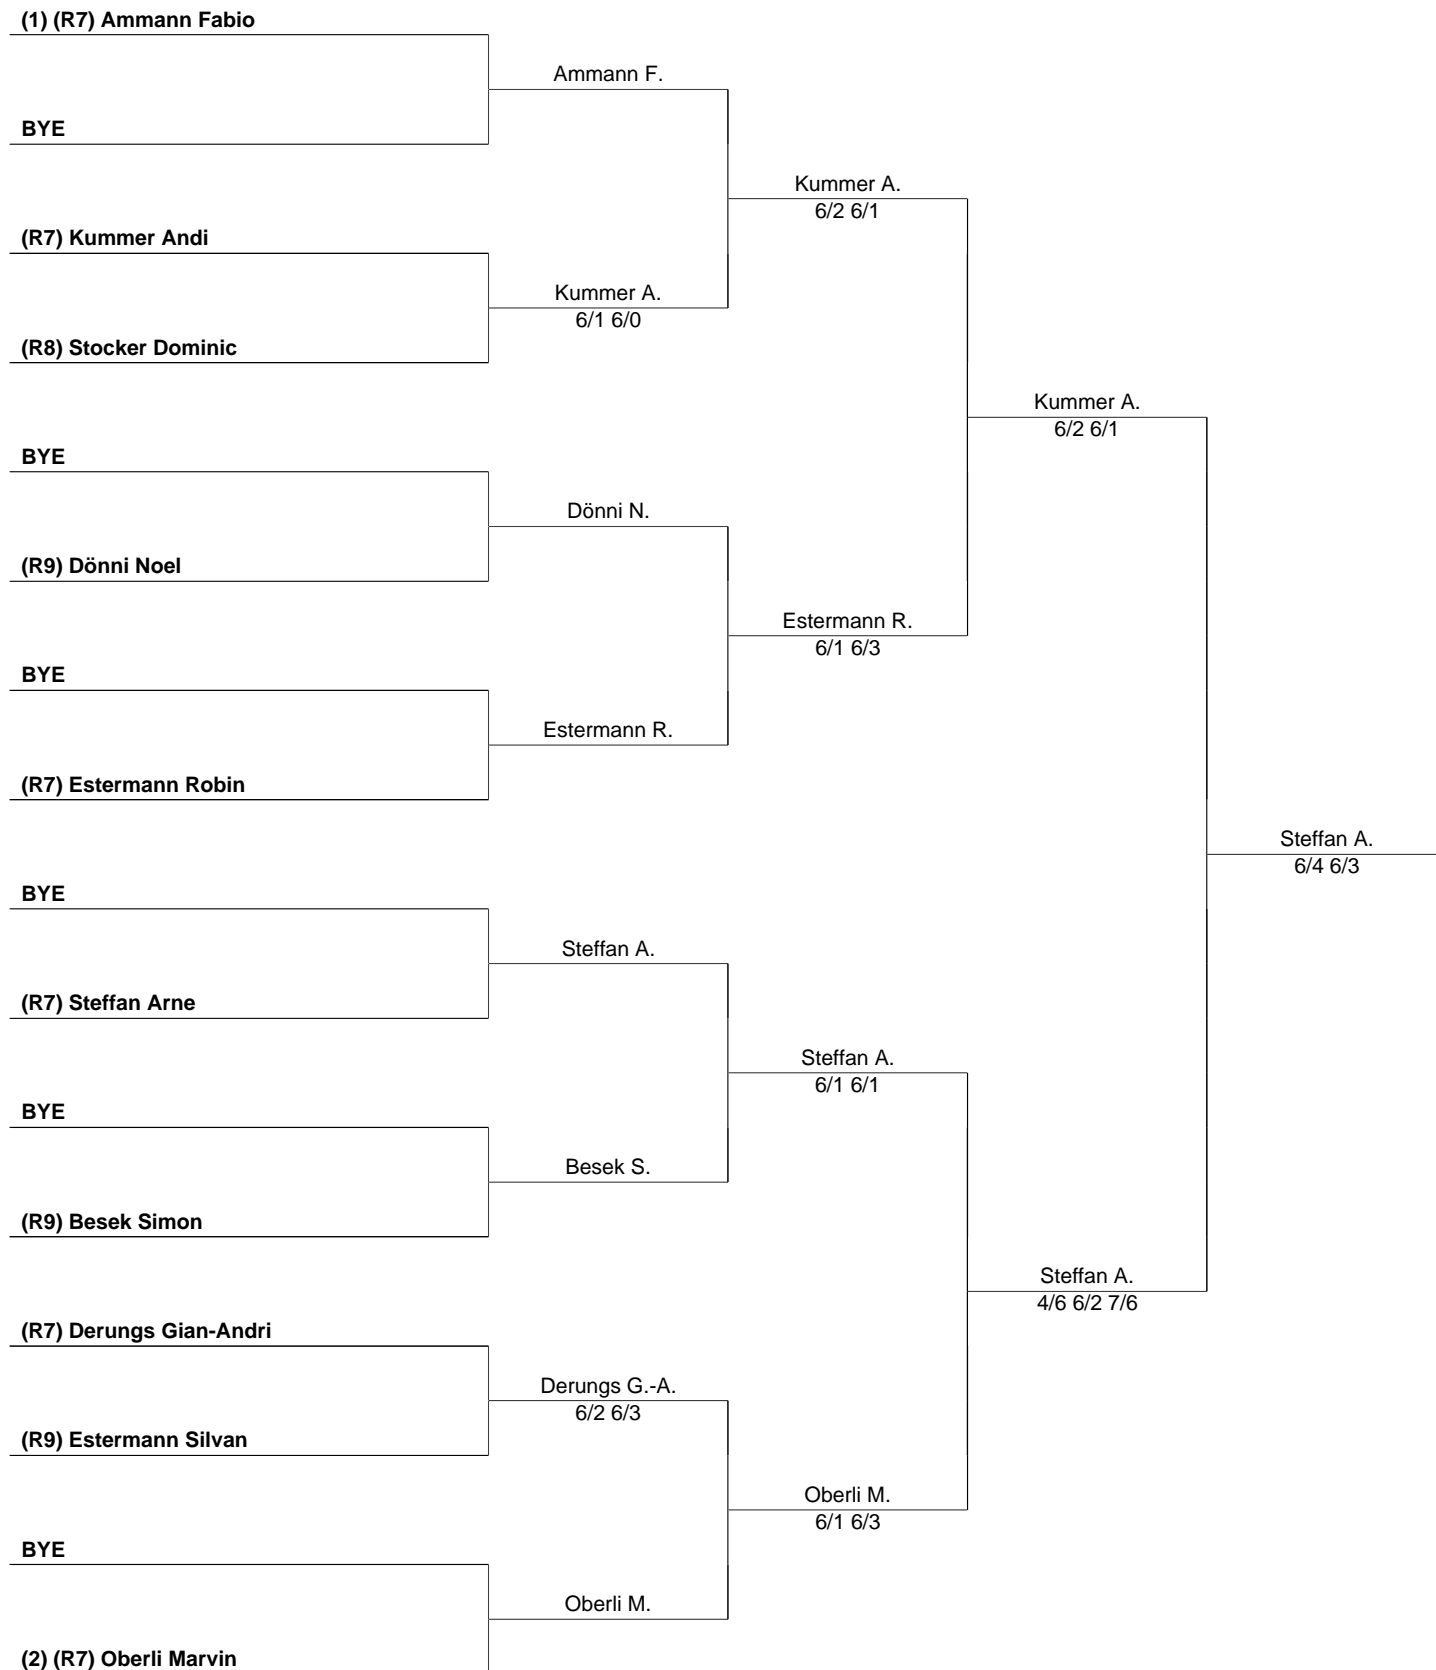 (1) (R7) Ammann Fabio
Ammann F.
BYE
Kummer A.
6/2 6/1
(R7) Kummer Andi
Kummer A.
6/1 6/0
(R8) Stocker Dominic
Kummer A.
6/2 6/1
BYE
Dönni N.
(R9) Dönni Noel
Estermann R.
6/1 6/3
BYE
Estermann R.
(R7) Estermann Robin
Steffan A.
6/4 6/3
BYE
Steffan A.
(R7) Steffan Arne
Steffan A.
6/1 6/1
BYE
Besek S.
(R9) Besek Simon
Steffan A.
4/6 6/2 7/6
(R7) Derungs Gian-Andri
Derungs G.-A.
6/2 6/3
(R9) Estermann Silvan
Oberli M.
6/1 6/3
BYE
Oberli M.
(2) (R7) Oberli Marvin